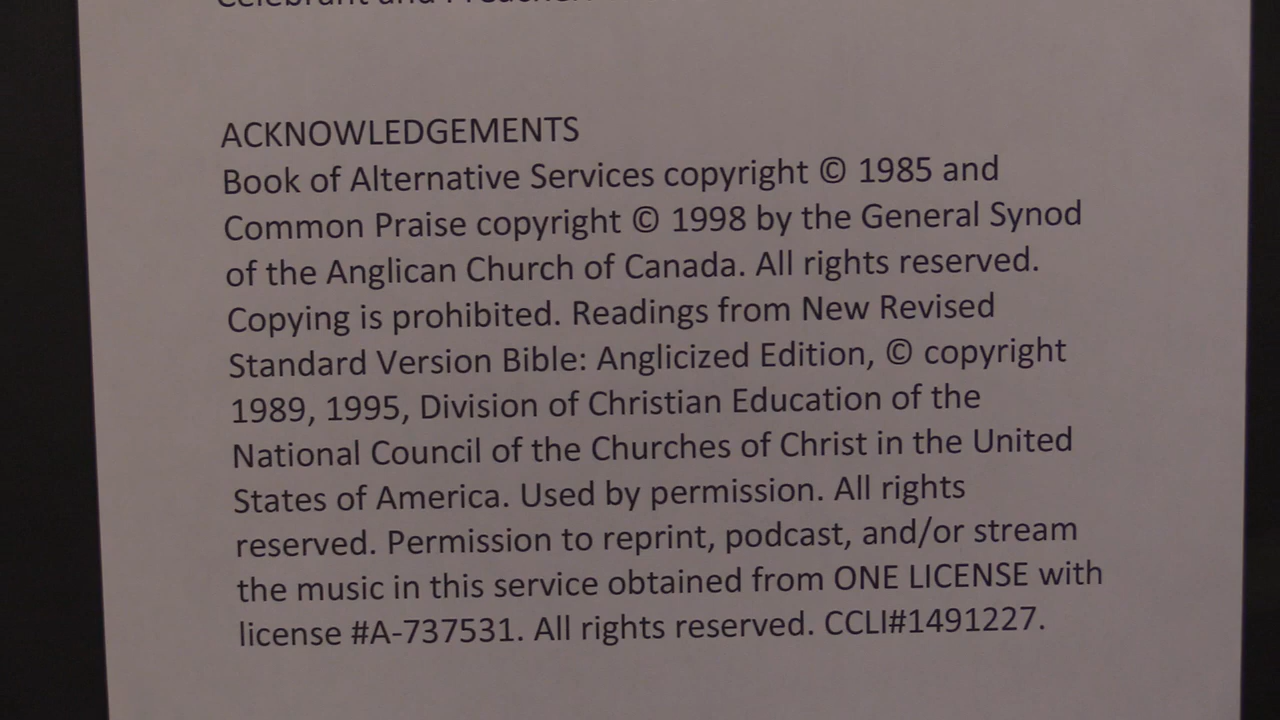 Celebrant and Preacher
ACKNOWLEDGEMENTS
Book of Alternative Services copyright © 1985 and
Common Praise copyright © 1998 by the General Synod
of the Anglican Church of Canada. All rights reserved.
Copying is prohibited. Readings from New Revised
Standard Version Bible: Anglicized Edition, © copyright
1989, 1995, Division of Christian Education of the
National Council of the Churches of Christ in the United
States of America. Used by permission. All rights
reserved. Permission to reprint, podcast, and/or stream
the music in this service obtained from ONE LICENSE with
license #A-737531. All rights reserved. CCLI#1491227.